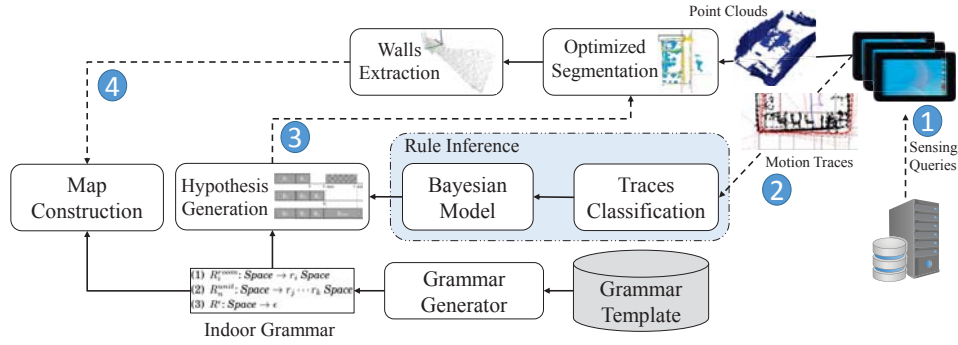 Point Clouds
Walls
Extraction
Optimized
Segmentation
4
3
1
Sensing
Queries
Rule Inference
Motion Traces
2
Map
Construction
Hypothesis
Generation
Bayesian
Model
Traces
Classification
(1) R_i^{room}: Space → r_i Space
(2) R_n^{unit}: Space → r_j ⋯ r_k Space
(3) R^ε: Space → ϵ
Indoor Grammar
Grammar
Generator
Grammar
Template